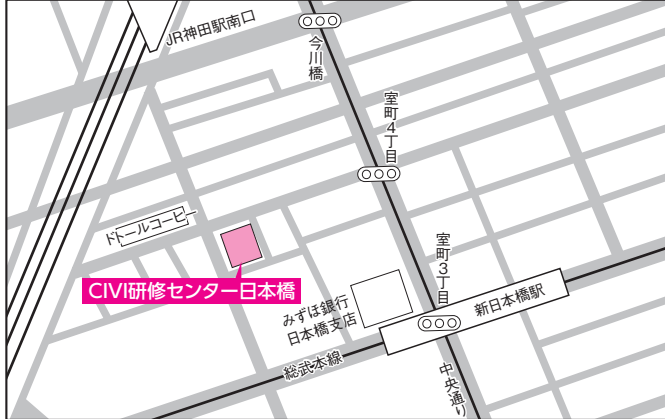 JR神田駅南口
今川橋
室町4丁目
ドトールコーヒー
CIVI研修センター日本橋
室町3丁目
みずほ銀行
日本橋支店
新日本橋駅
総武本線
中央通り